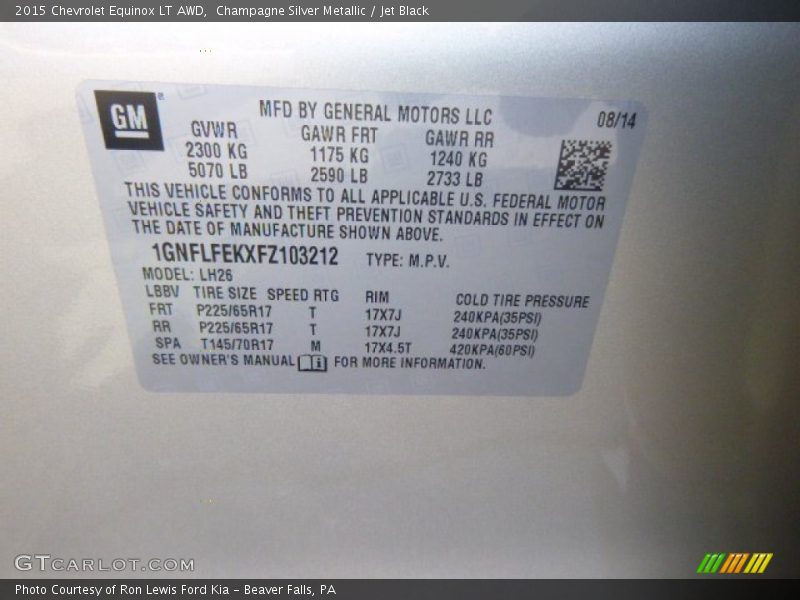 2015 Chevrolet Equinox LT AWD, Champagne Silver Metallic / Jet Black
GM ®
MFD BY GENERAL MOTORS LLC 08/14
GVWR GAWR FRT GAWR RR
2300 KG 1175 KG 1240 KG
5070 LB 2590 LB 2733 LB
THIS VEHICLE CONFORMS TO ALL APPLICABLE U.S. FEDERAL MOTOR
VEHICLE SAFETY AND THEFT PREVENTION STANDARDS IN EFFECT ON
THE DATE OF MANUFACTURE SHOWN ABOVE.
1GNFLFEKXFZ103212 TYPE: M.P.V.
MODEL: LH26
LBBV TIRE SIZE SPEED RTG RIM COLD TIRE PRESSURE
FRT P225/65R17 T 17X7J 240KPA(35PSI)
RR P225/65R17 T 17X7J 240KPA(35PSI)
SPA T145/70R17 M 17X4.5T 420KPA(60PSI)
SEE OWNER'S MANUAL i FOR MORE INFORMATION.
GTCARLOT.COM
Photo Courtesy of Ron Lewis Ford Kia – Beaver Falls, PA